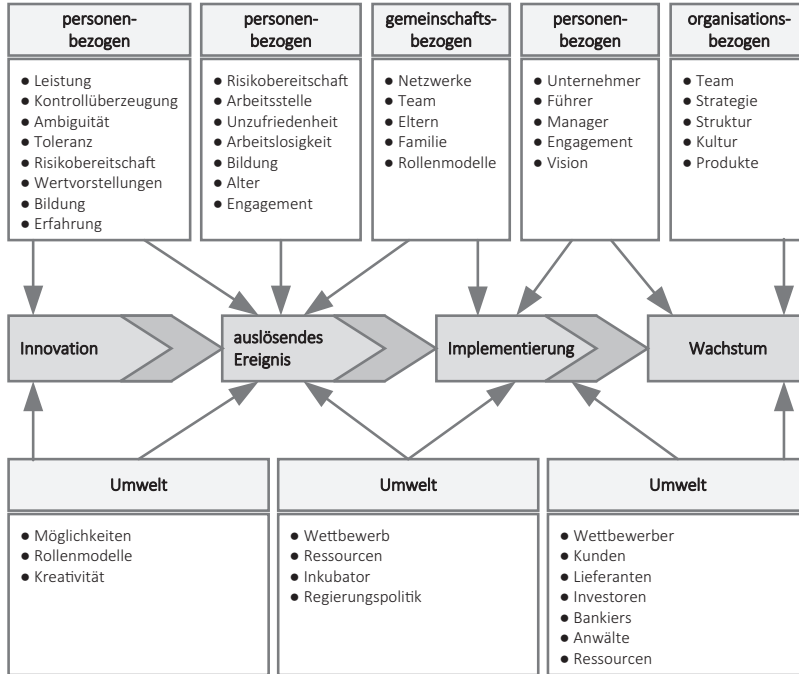 personen-
bezogen
● Leistung
● Kontrollüberzeugung
● Ambiguität
● Toleranz
● Risikobereitschaft
● Wertvorstellungen
● Bildung
● Erfahrung
personen-
bezogen
● Risikobereitschaft
● Arbeitsstelle
● Unzufriedenheit
● Arbeitslosigkeit
● Bildung
● Alter
● Engagement
gemeinschafts-
bezogen
● Netzwerke
● Team
● Eltern
● Familie
● Rollenmodelle
personen-
bezogen
● Unternehmer
● Führer
● Manager
● Engagement
● Vision
organisations-
bezogen
● Team
● Strategie
● Struktur
● Kultur
● Produkte
Innovation
auslösendes
Ereignis
Implementierung
Wachstum
Umwelt
● Möglichkeiten
● Rollenmodelle
● Kreativität
Umwelt
● Wettbewerb
● Ressourcen
● Inkubator
● Regierungspolitik
Umwelt
● Wettbewerber
● Kunden
● Lieferanten
● Investoren
● Bankiers
● Anwälte
● Ressourcen